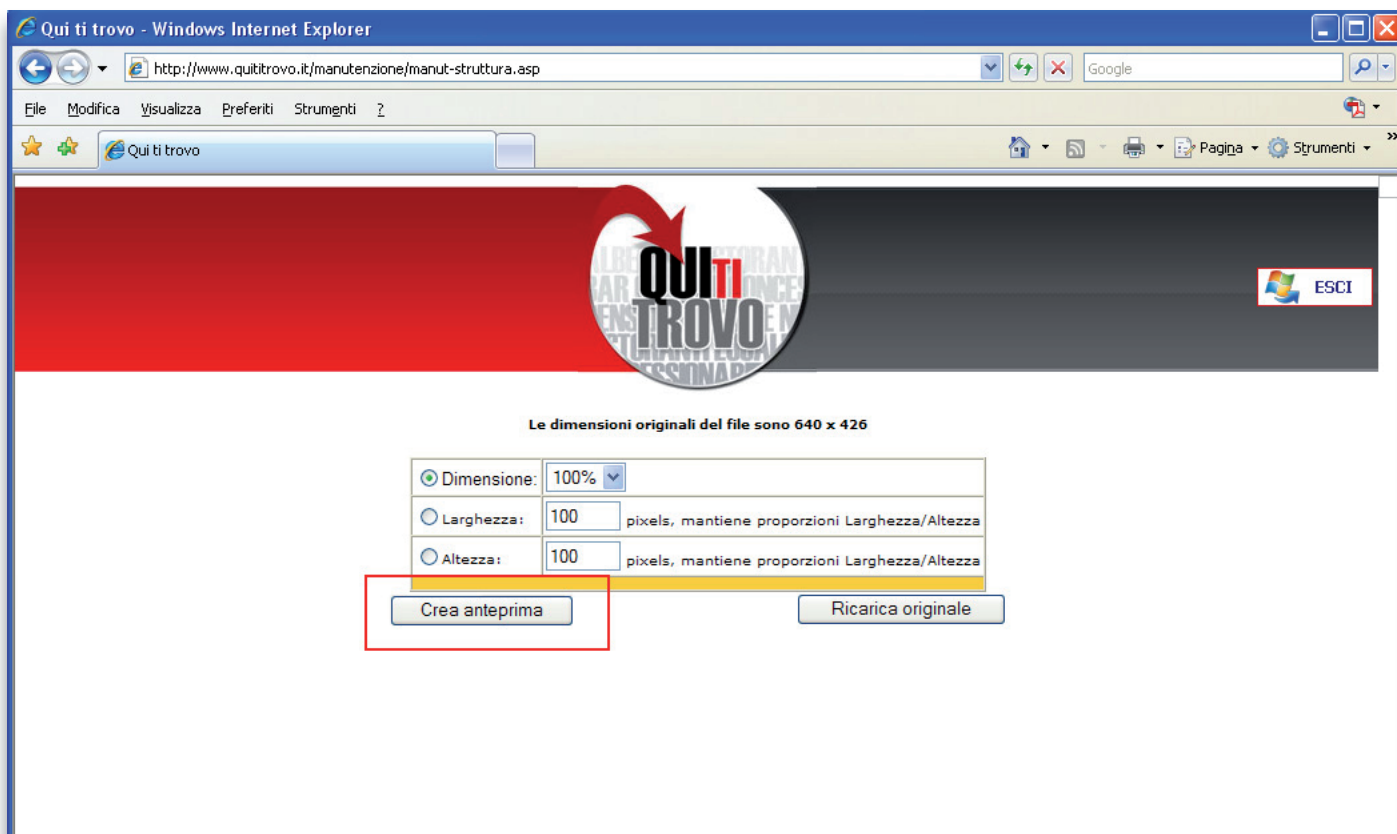 Qui ti trovo - Windows Internet Explorer
http://www.quititrovo.it/manutenzione/manut-struttura.asp
Google
File Modifica Visualizza Preferiti Strumenti ?
Qui ti trovo
Pagina
Strumenti
QUI TI
TROVO
ESCI
Le dimensioni originali del file sono 640 x 426
Dimensione: 100%
Larghezza: 100 pixels, mantiene proporzioni Larghezza/Altezza
Altezza: 100 pixels, mantiene proporzioni Larghezza/Altezza
Crea anteprima Ricarica originale